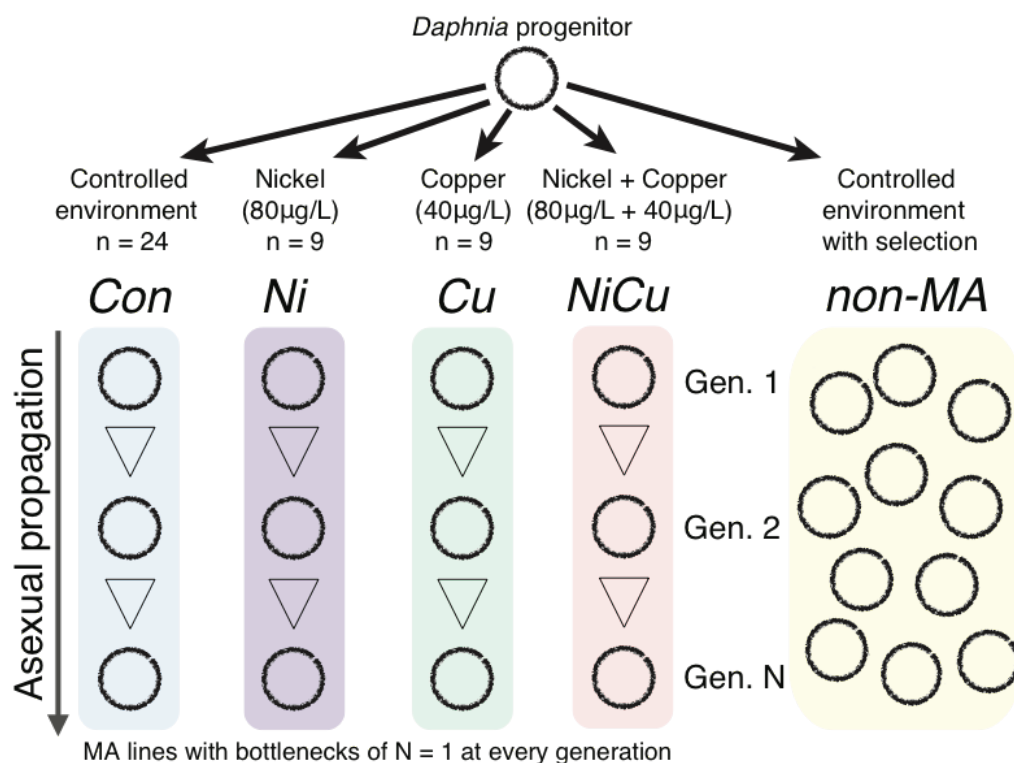 Daphnia progenitor
Controlled
environment
n = 24
Nickel
(80µg/L)
n = 9
Copper
(40µg/L)
n = 9
Nickel + Copper
(80µg/L + 40µg/L)
n = 9
Controlled
environment
with selection
Con
Ni
Cu
NiCu
non-MA
Asexual propagation
Gen. 1
Gen. 2
Gen. N
MA lines with bottlenecks of N = 1 at every generation